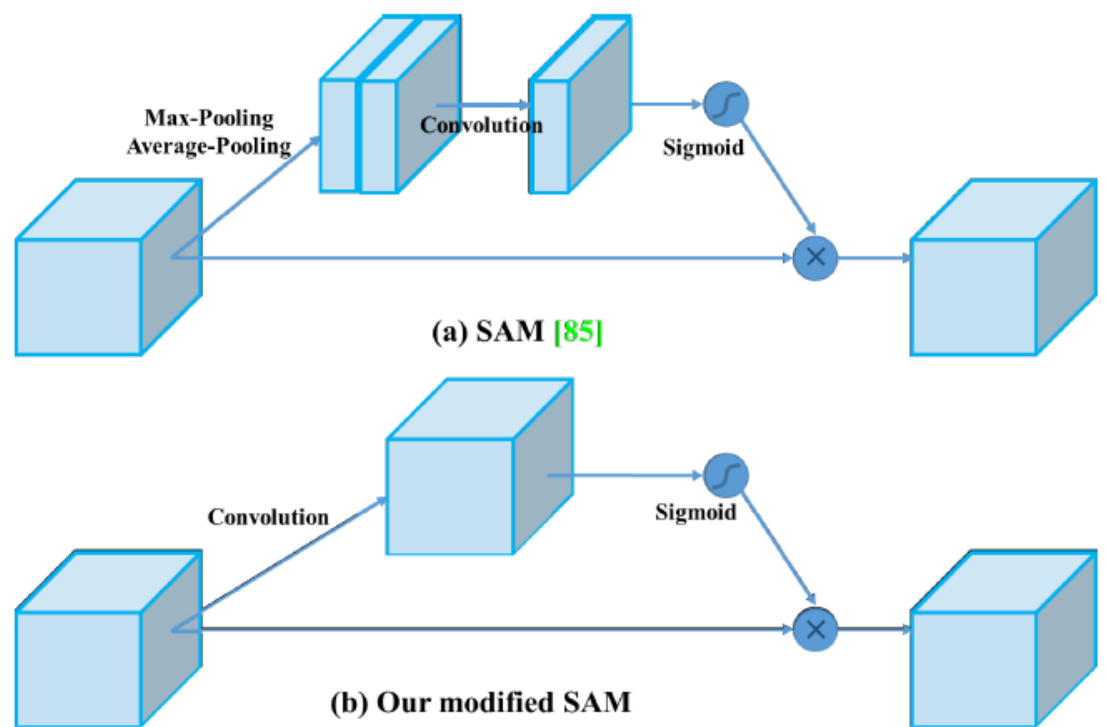 Max-Pooling
Average-Pooling
Convolution
Sigmoid
(a) SAM [85]
Convolution
Sigmoid
(b) Our modified SAM